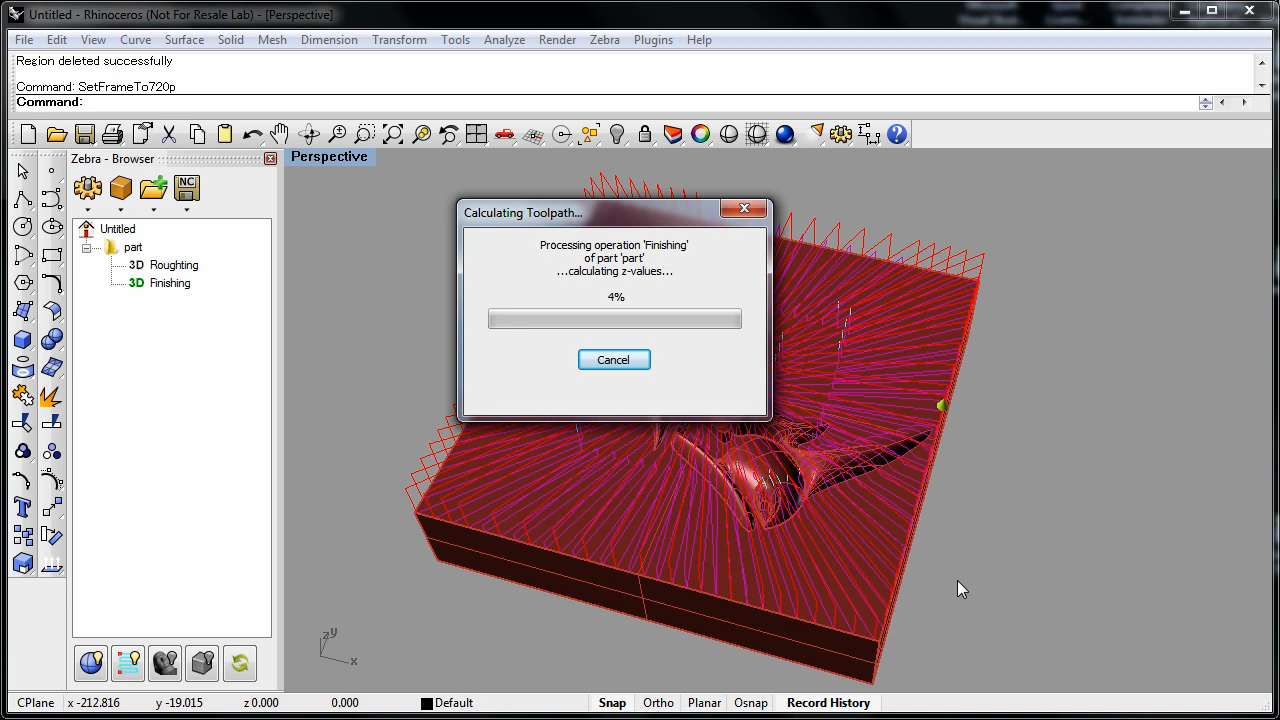 Untitled - Rhinoceros (Not For Resale Lab) - [Perspective]
File Edit View Curve Surface Solid Mesh Dimension Transform Tools Analyze Render Zebra Plugins Help
Region deleted successfully
Command: SetFrameTo720p
Command:
NC
Zebra - Browser
Perspective
Untitled
part
3D Roughting
3D Finishing
Calculating Toolpath...
Processing operation 'Finishing'
of part 'part'
...calculating z-values...
4%
Cancel
z y
x
CPlane x -212.816 y -19.015 z 0.000 0.000 Default Snap Ortho Planar Osnap Record History